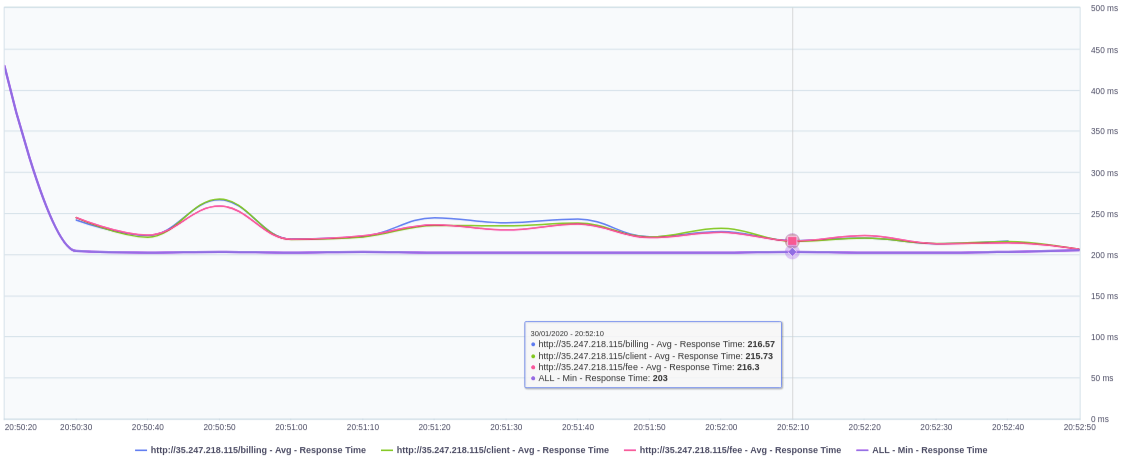 500 ms
450 ms
400 ms
350 ms
300 ms
250 ms
200 ms
150 ms
100 ms
50 ms
0 ms
30/01/2020 - 20:52:10
http://35.247.218.115/billing - Avg - Response Time: 216.57
http://35.247.218.115/client - Avg - Response Time: 215.73
http://35.247.218.115/fee - Avg - Response Time: 216.3
ALL - Min - Response Time: 203
20:50:20 20:50:30 20:50:40 20:50:50 20:51:00 20:51:10 20:51:20 20:51:30 20:51:40 20:51:50 20:52:00 20:52:10 20:52:20 20:52:30 20:52:40 20:52:50
http://35.247.218.115/billing - Avg - Response Time http://35.247.218.115/client - Avg - Response Time http://35.247.218.115/fee - Avg - Response Time ALL - Min - Response Time